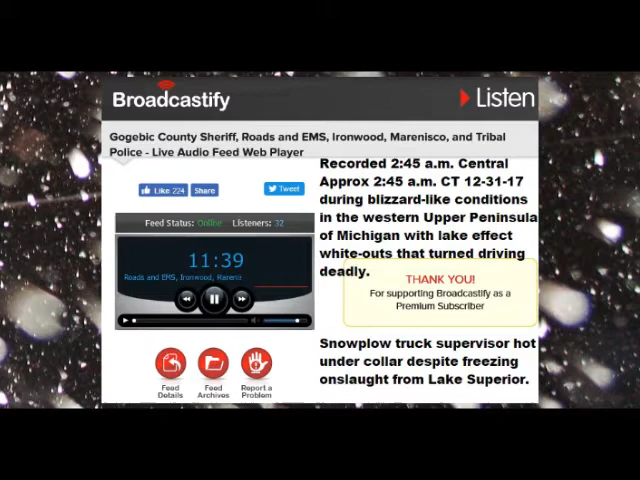 Broadcastify
Listen
Gogebic County Sheriff, Roads and EMS, Ironwood, Marenisco, and Tribal
Police - Live Audio Feed Web Player
Like 224
Share
Tweet
Feed Status: Online Listeners: 32
11:39
Roads and EMS, Ironwood, Marenis
Feed
Details
Feed
Archives
Report a
Problem
Recorded 2:45 a.m. Central
Approx 2:45 a.m. CT 12-31-17
during blizzard-like conditions
in the western Upper Peninsula
of Michigan with lake effect
white-outs that turned driving
deadly.
THANK YOU!
For supporting Broadcastify as a
Premium Subscriber
Snowplow truck supervisor hot
under collar despite freezing
onslaught from Lake Superior.